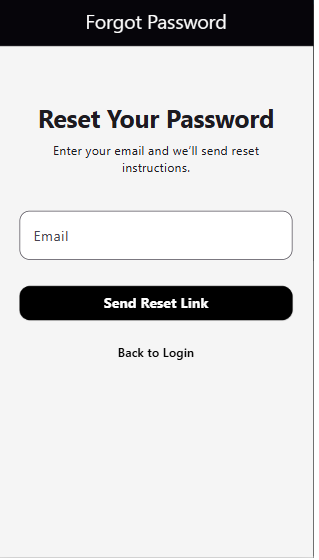 Forgot Password
Reset Your Password
Enter your email and we’ll send reset
instructions.
Email
Send Reset Link
Back to Login